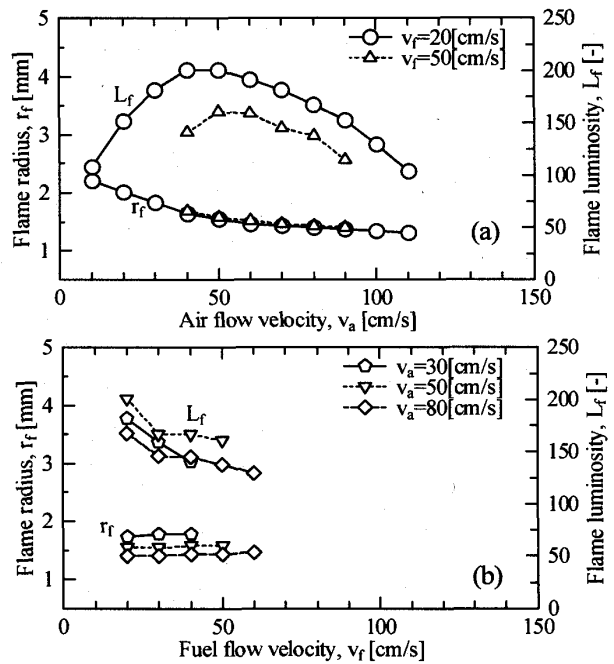 5
4
3
2
1
Flame radius, r_f [mm]
250
200
150
100
50
0
Flame luminosity, L_f [-]
v_f=20[cm/s]
v_f=50[cm/s]
L_f
r_f
(a)
0 50 100 150
Air flow velocity, v_a [cm/s]
5
4
3
2
1
Flame radius, r_f [mm]
250
200
150
100
50
0
Flame luminosity, L_f [-]
v_a=30[cm/s]
v_a=50[cm/s]
v_a=80[cm/s]
L_f
r_f
(b)
0 50 100 150
Fuel flow velocity, v_f [cm/s]